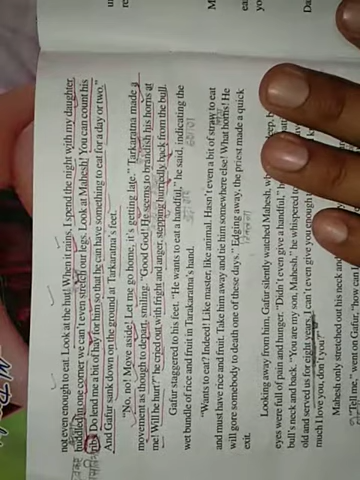 not even enough to eat. Look at the hut! When it rains, I spend the night with my daughter
huddled in one corner we can't even stretch our legs. Look at Mahesh! You can count his
ribs. Do lend me a bit of hay for him so that he can have something to eat for a day or two."
And Gafur sank down on the ground at Tarkaratna's feet.
"No, no! Move aside! Let me go home, it's getting late." Tarkaratna made a
movement as though to depart, smiling. "Good God! He seems to brandish his horns at
me! Will he hurt?" he cried out with fright and anger, stepping hurriedly back from the bull.
Gafur staggered to his feet. "He wants to eat a handful," he said, indicating the
wet bundle of rice and fruit in Tarakaratna's hand.
"Wants to eat? Indeed! Like master, like animal. Hasn't even a bit of straw to eat
and must have rice and fruit. Take him away and tie him somewhere else! What horns! He
will gore somebody to death one of these days." Edging away, the priest made a quick
exit.
Looking away from him, Gafur silently watched Mahesh,
eyes were full of pain and hunger. "Didn't even give you a handful,"
bull's neck and back. "You are my son, Mahesh," he whispered to
old and served us for eight years. I can't even give you enough
much I love you, don't you?"
Mahesh only stretched out his neck and
"Tell me," went on Gafur, "how can